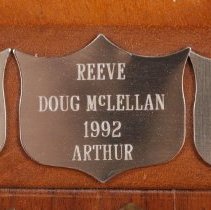 REEVE
DOUG McLELLAN
1992
ARTHUR